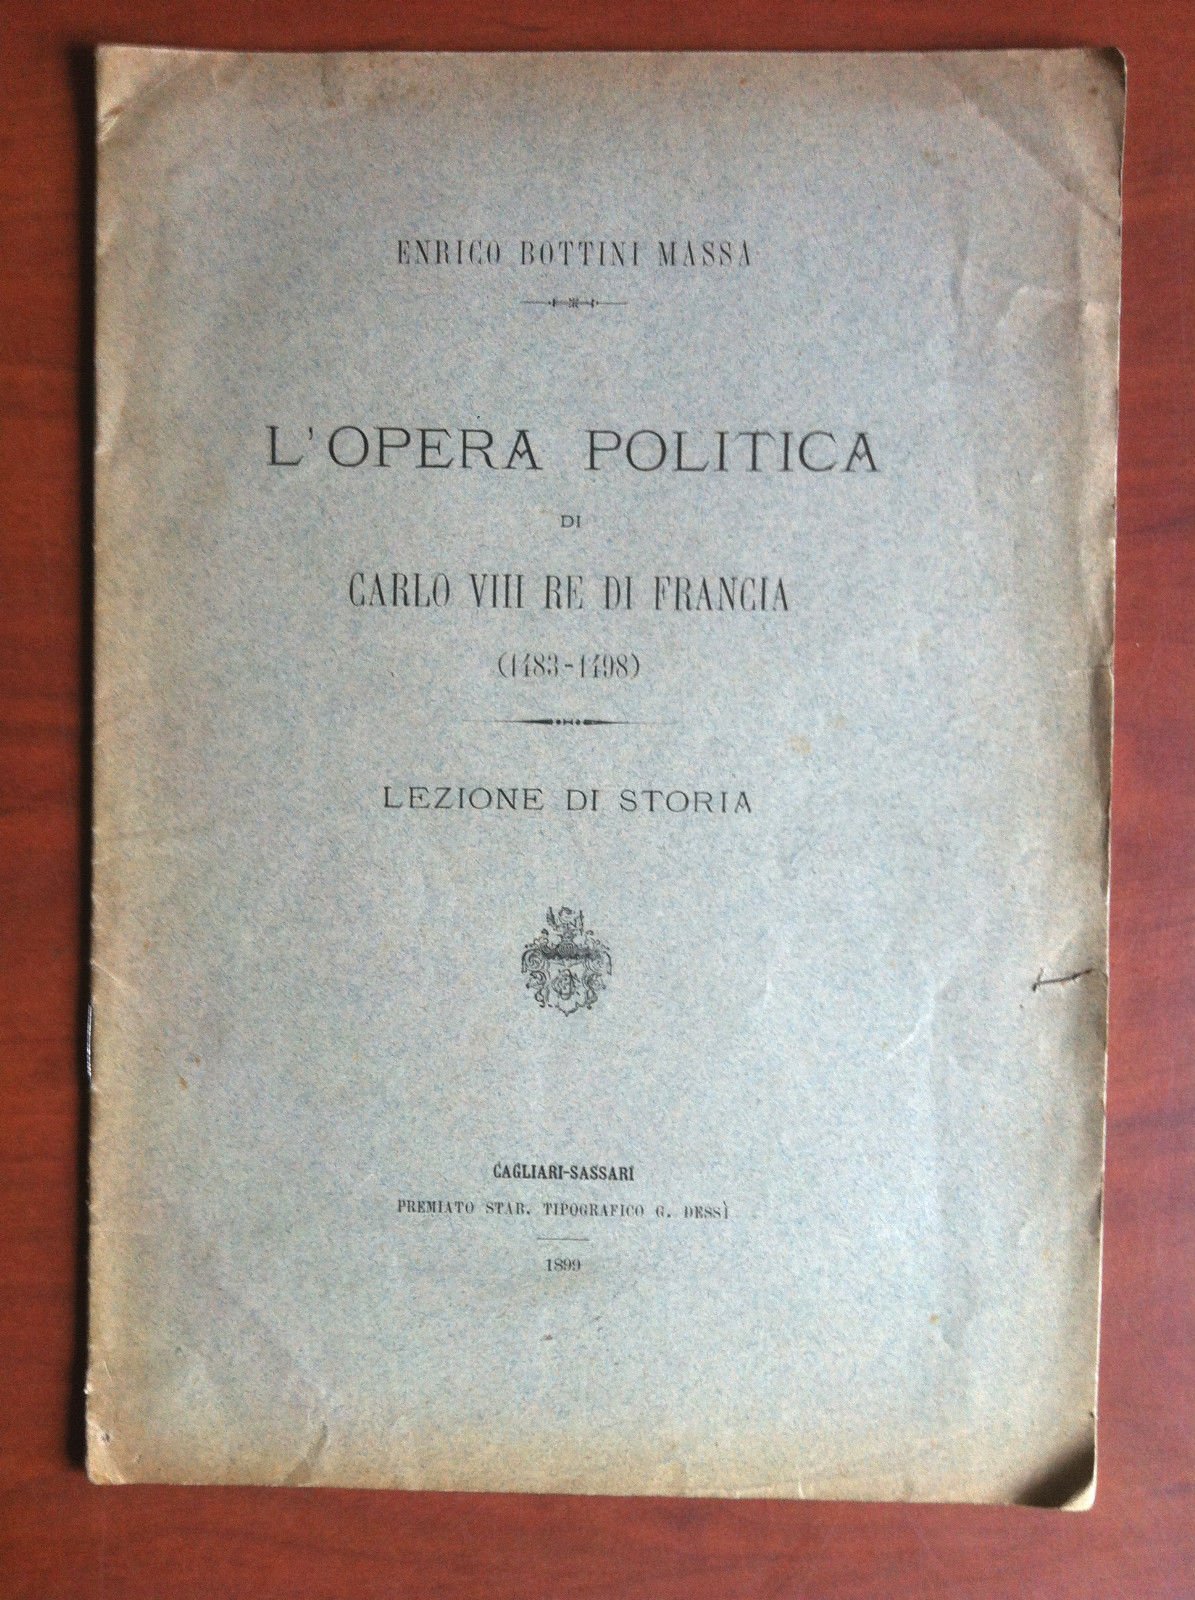 ENRICO BOTTINI MASSA
L'OPERA POLITICA
DI
CARLO VIII RE DI FRANCIA
(1483-1498)
LEZIONE DI STORIA
CAGLIARI-SASSARI
PREMIATO STAB. TIPOGRAFICO G. DESSÌ
1899